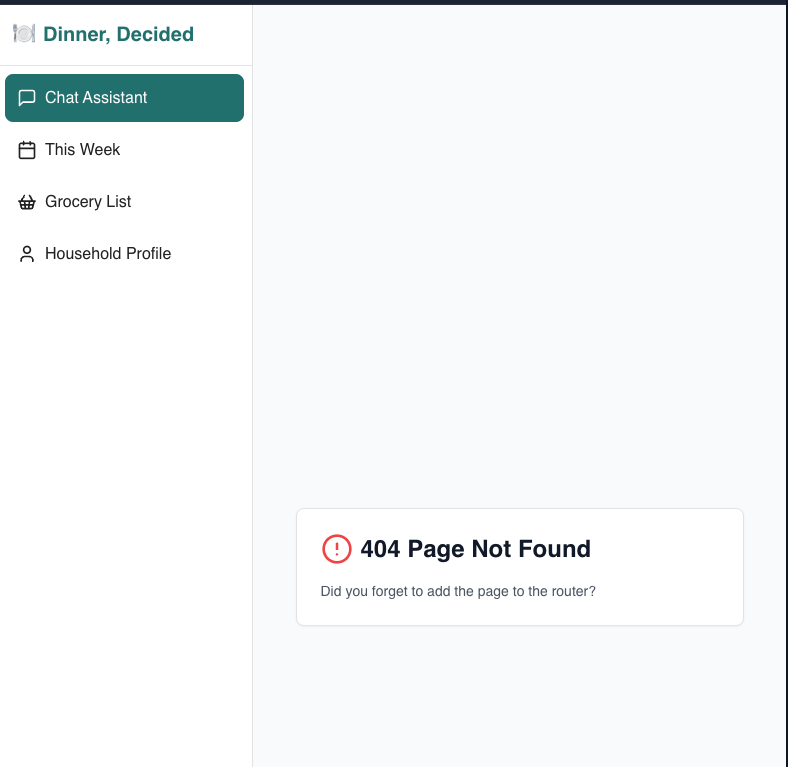 Dinner, Decided
Chat Assistant
This Week
Grocery List
Household Profile
404 Page Not Found
Did you forget to add the page to the router?